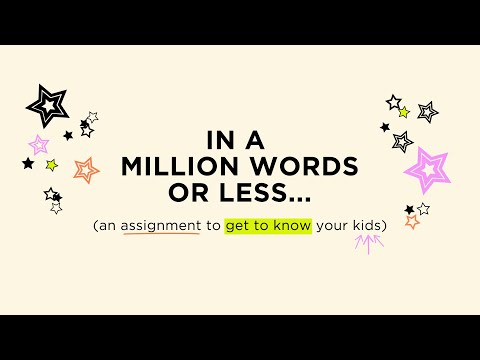 IN A
MILLION WORDS
OR LESS...
(an assignment to get to know your kids)